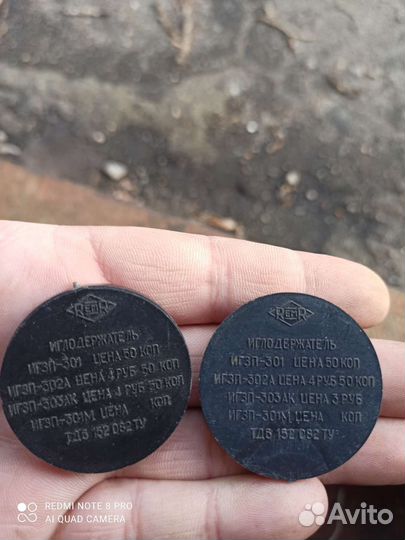 ИГЛОДЕРЖАТЕЛЬ
ИГЗП-301 ЦЕНА 50 КОП
ИГЗП-302А ЦЕНА 4 РУБ 50 КОП
ИГЗП-303АК ЦЕНА 4 РУБ 50 КОП
ИГЗП-301М ЦЕНА КОП
ТДБ 152 082 ТУ
ИГЛОДЕРЖАТЕЛЬ
ИГЗП-301 ЦЕНА 50 КОП
ИГЗП-302А ЦЕНА 4 РУБ 50 КОП
ИГЗП-303АК ЦЕНА 3 РУБ
ИГЗП-301М ЦЕНА КОП
ТДБ 152 082 ТУ
REDMI NOTE 8 PRO
AI QUAD CAMERA
Avito